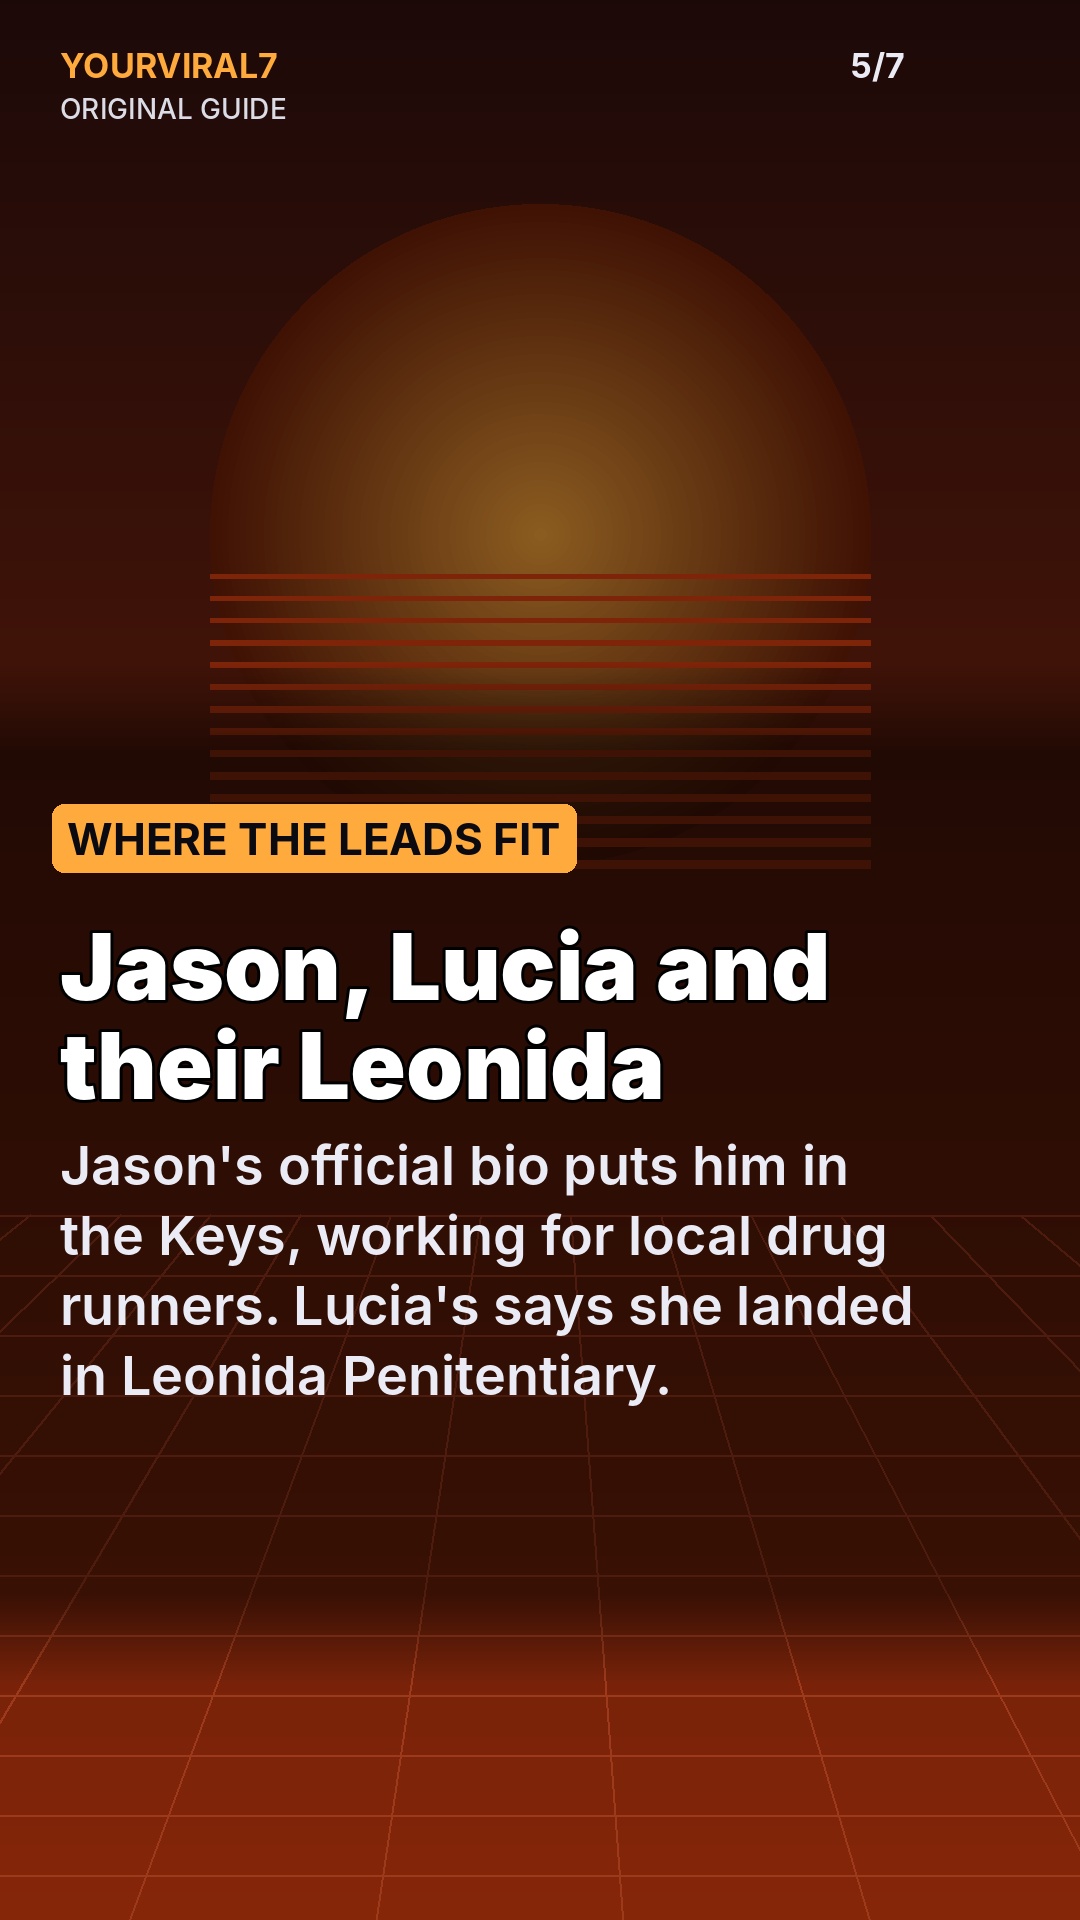 YOURVIRAL7
5/7
ORIGINAL GUIDE
WHERE THE LEADS FIT
Jason, Lucia and
their Leonida
Jason's official bio puts him in
the Keys, working for local drug
runners. Lucia's says she landed
in Leonida Penitentiary.